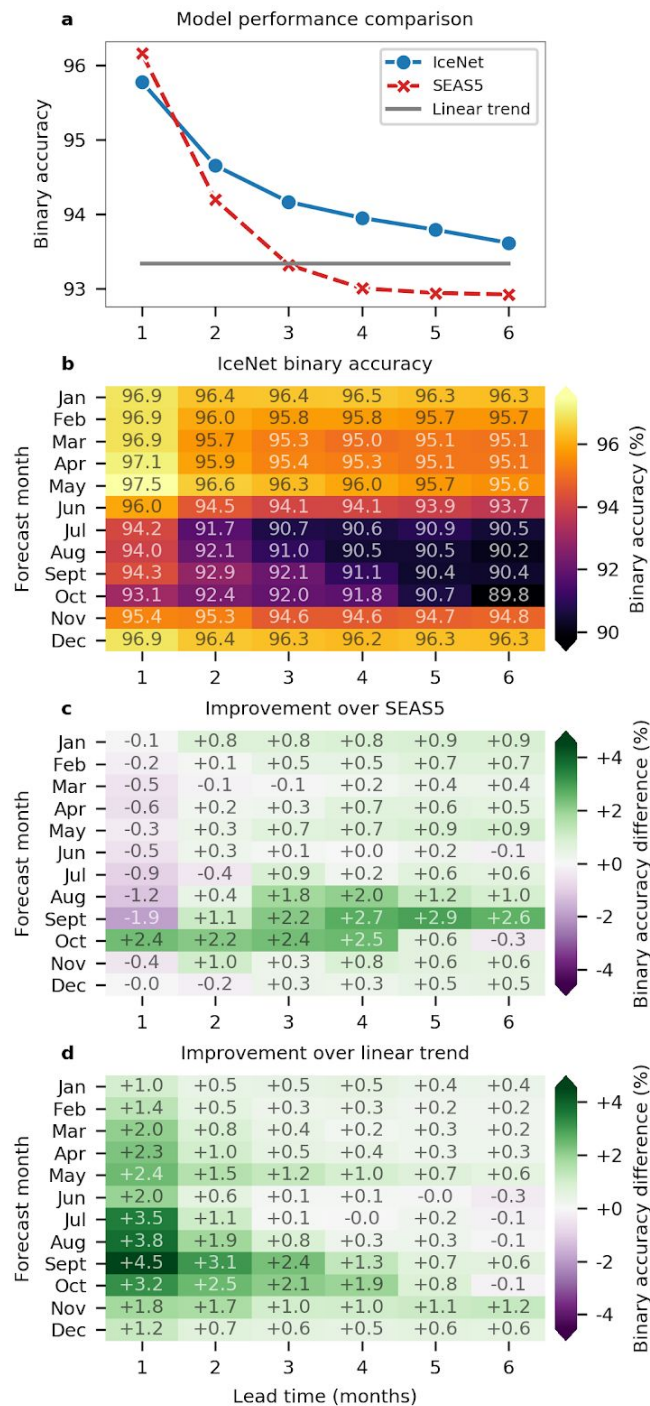 a Model performance comparison
IceNet
SEAS5
Linear trend
Binary accuracy
96
95
94
93
1 2 3 4 5 6
b IceNet binary accuracy
Forecast month
Jan 96.9 96.4 96.4 96.5 96.3 96.3
Feb 96.9 96.0 95.8 95.8 95.7 95.7
Mar 96.9 95.7 95.3 95.0 95.1 95.1
Apr 97.1 95.9 95.4 95.3 95.1 95.1
May 97.5 96.6 96.3 96.0 95.7 95.6
Jun 96.0 94.5 94.1 94.1 93.9 93.7
Jul 94.2 91.7 90.7 90.6 90.9 90.5
Aug 94.0 92.1 91.0 90.5 90.5 90.2
Sept 94.3 92.9 92.1 91.1 90.4 90.4
Oct 93.1 92.4 92.0 91.8 90.7 89.8
Nov 95.4 95.3 94.6 94.6 94.7 94.8
Dec 96.9 96.4 96.3 96.2 96.3 96.3
1 2 3 4 5 6
96
94
92
90
Binary accuracy (%)
c Improvement over SEAS5
Forecast month
Jan -0.1 +0.8 +0.8 +0.8 +0.9 +0.9
Feb -0.2 +0.1 +0.5 +0.5 +0.7 +0.7
Mar -0.5 -0.1 -0.1 +0.2 +0.4 +0.4
Apr -0.6 +0.2 +0.3 +0.7 +0.6 +0.5
May -0.3 +0.3 +0.7 +0.7 +0.9 +0.9
Jun -0.5 +0.3 +0.1 +0.0 +0.2 -0.1
Jul -0.9 -0.4 +0.9 +0.2 +0.6 +0.6
Aug -1.2 +0.4 +1.8 +2.0 +1.2 +1.0
Sept -1.9 +1.1 +2.2 +2.7 +2.9 +2.6
Oct +2.4 +2.2 +2.4 +2.5 +0.6 -0.3
Nov -0.4 +1.0 +0.3 +0.8 +0.6 +0.6
Dec -0.0 -0.2 +0.3 +0.3 +0.5 +0.5
1 2 3 4 5 6
+4
+2
+0
-2
-4
Binary accuracy difference (%)
d Improvement over linear trend
Forecast month
Jan +1.0 +0.5 +0.5 +0.5 +0.4 +0.4
Feb +1.4 +0.5 +0.3 +0.3 +0.2 +0.2
Mar +2.0 +0.8 +0.4 +0.2 +0.3 +0.2
Apr +2.3 +1.0 +0.5 +0.4 +0.3 +0.3
May +2.4 +1.5 +1.2 +1.0 +0.7 +0.6
Jun +2.0 +0.6 +0.1 +0.1 -0.0 -0.3
Jul +3.5 +1.1 +0.1 -0.0 +0.2 -0.1
Aug +3.8 +1.9 +0.8 +0.3 +0.3 -0.1
Sept +4.5 +3.1 +2.4 +1.3 +0.7 +0.6
Oct +3.2 +2.5 +2.1 +1.9 +0.8 -0.1
Nov +1.8 +1.7 +1.0 +1.0 +1.1 +1.2
Dec +1.2 +0.7 +0.6 +0.5 +0.6 +0.6
1 2 3 4 5 6
Lead time (months)
+4
+2
+0
-2
-4
Binary accuracy difference (%)